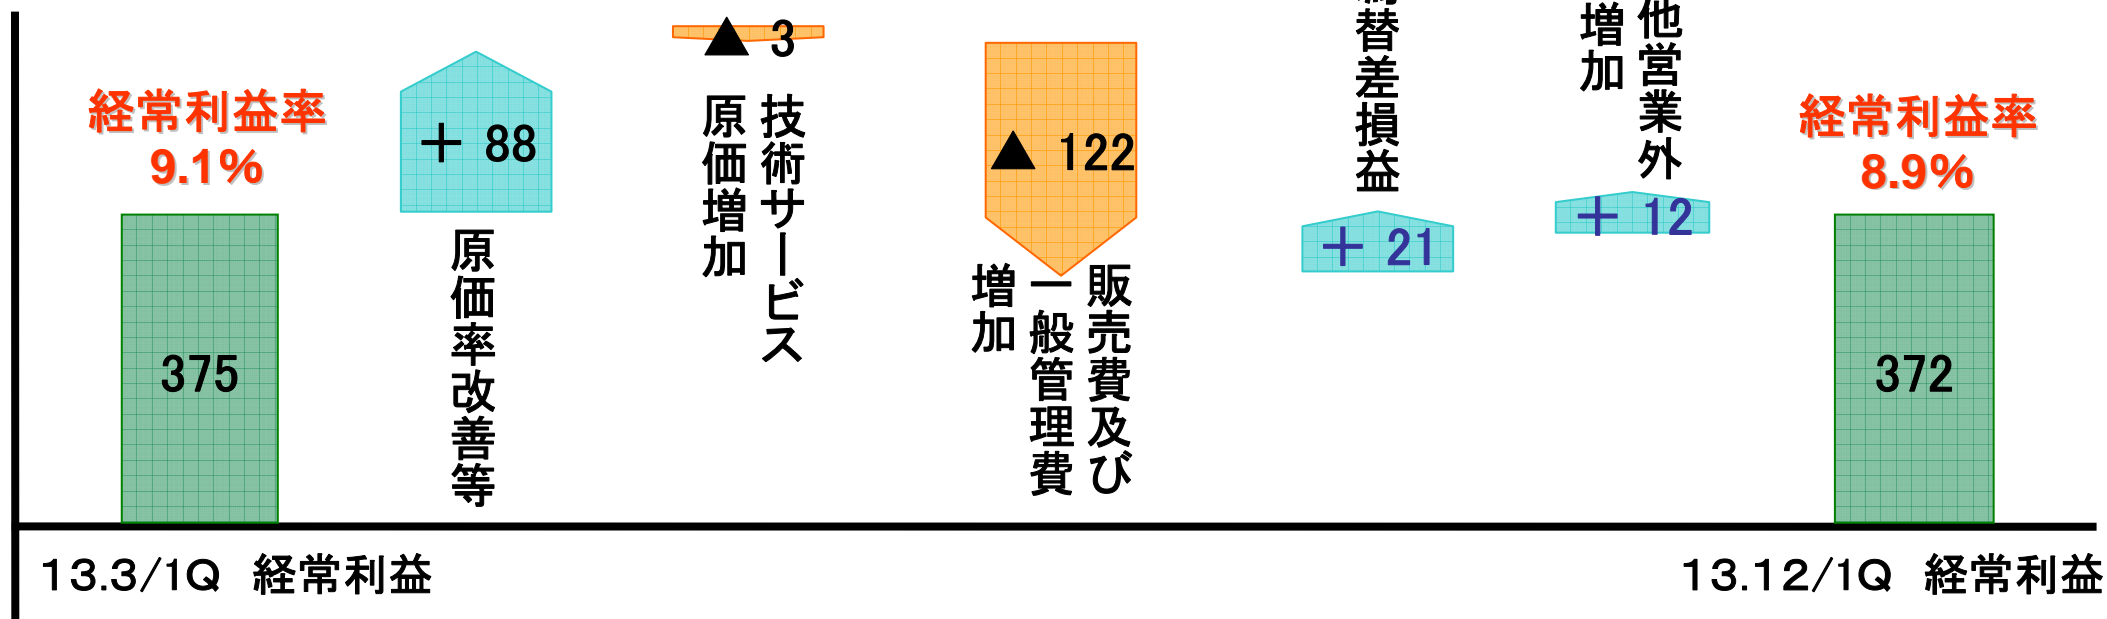 経常利益率
9.1%
375
＋ 88
原価率改善等
▲ 3
技術サービス
原価増加
▲ 122
販売費及び
一般管理費
増加
替差損益
＋ 21
他営業外
増加
＋ 12
経常利益率
8.9%
372
13.3/1Q 経常利益
13.12/1Q 経常利益